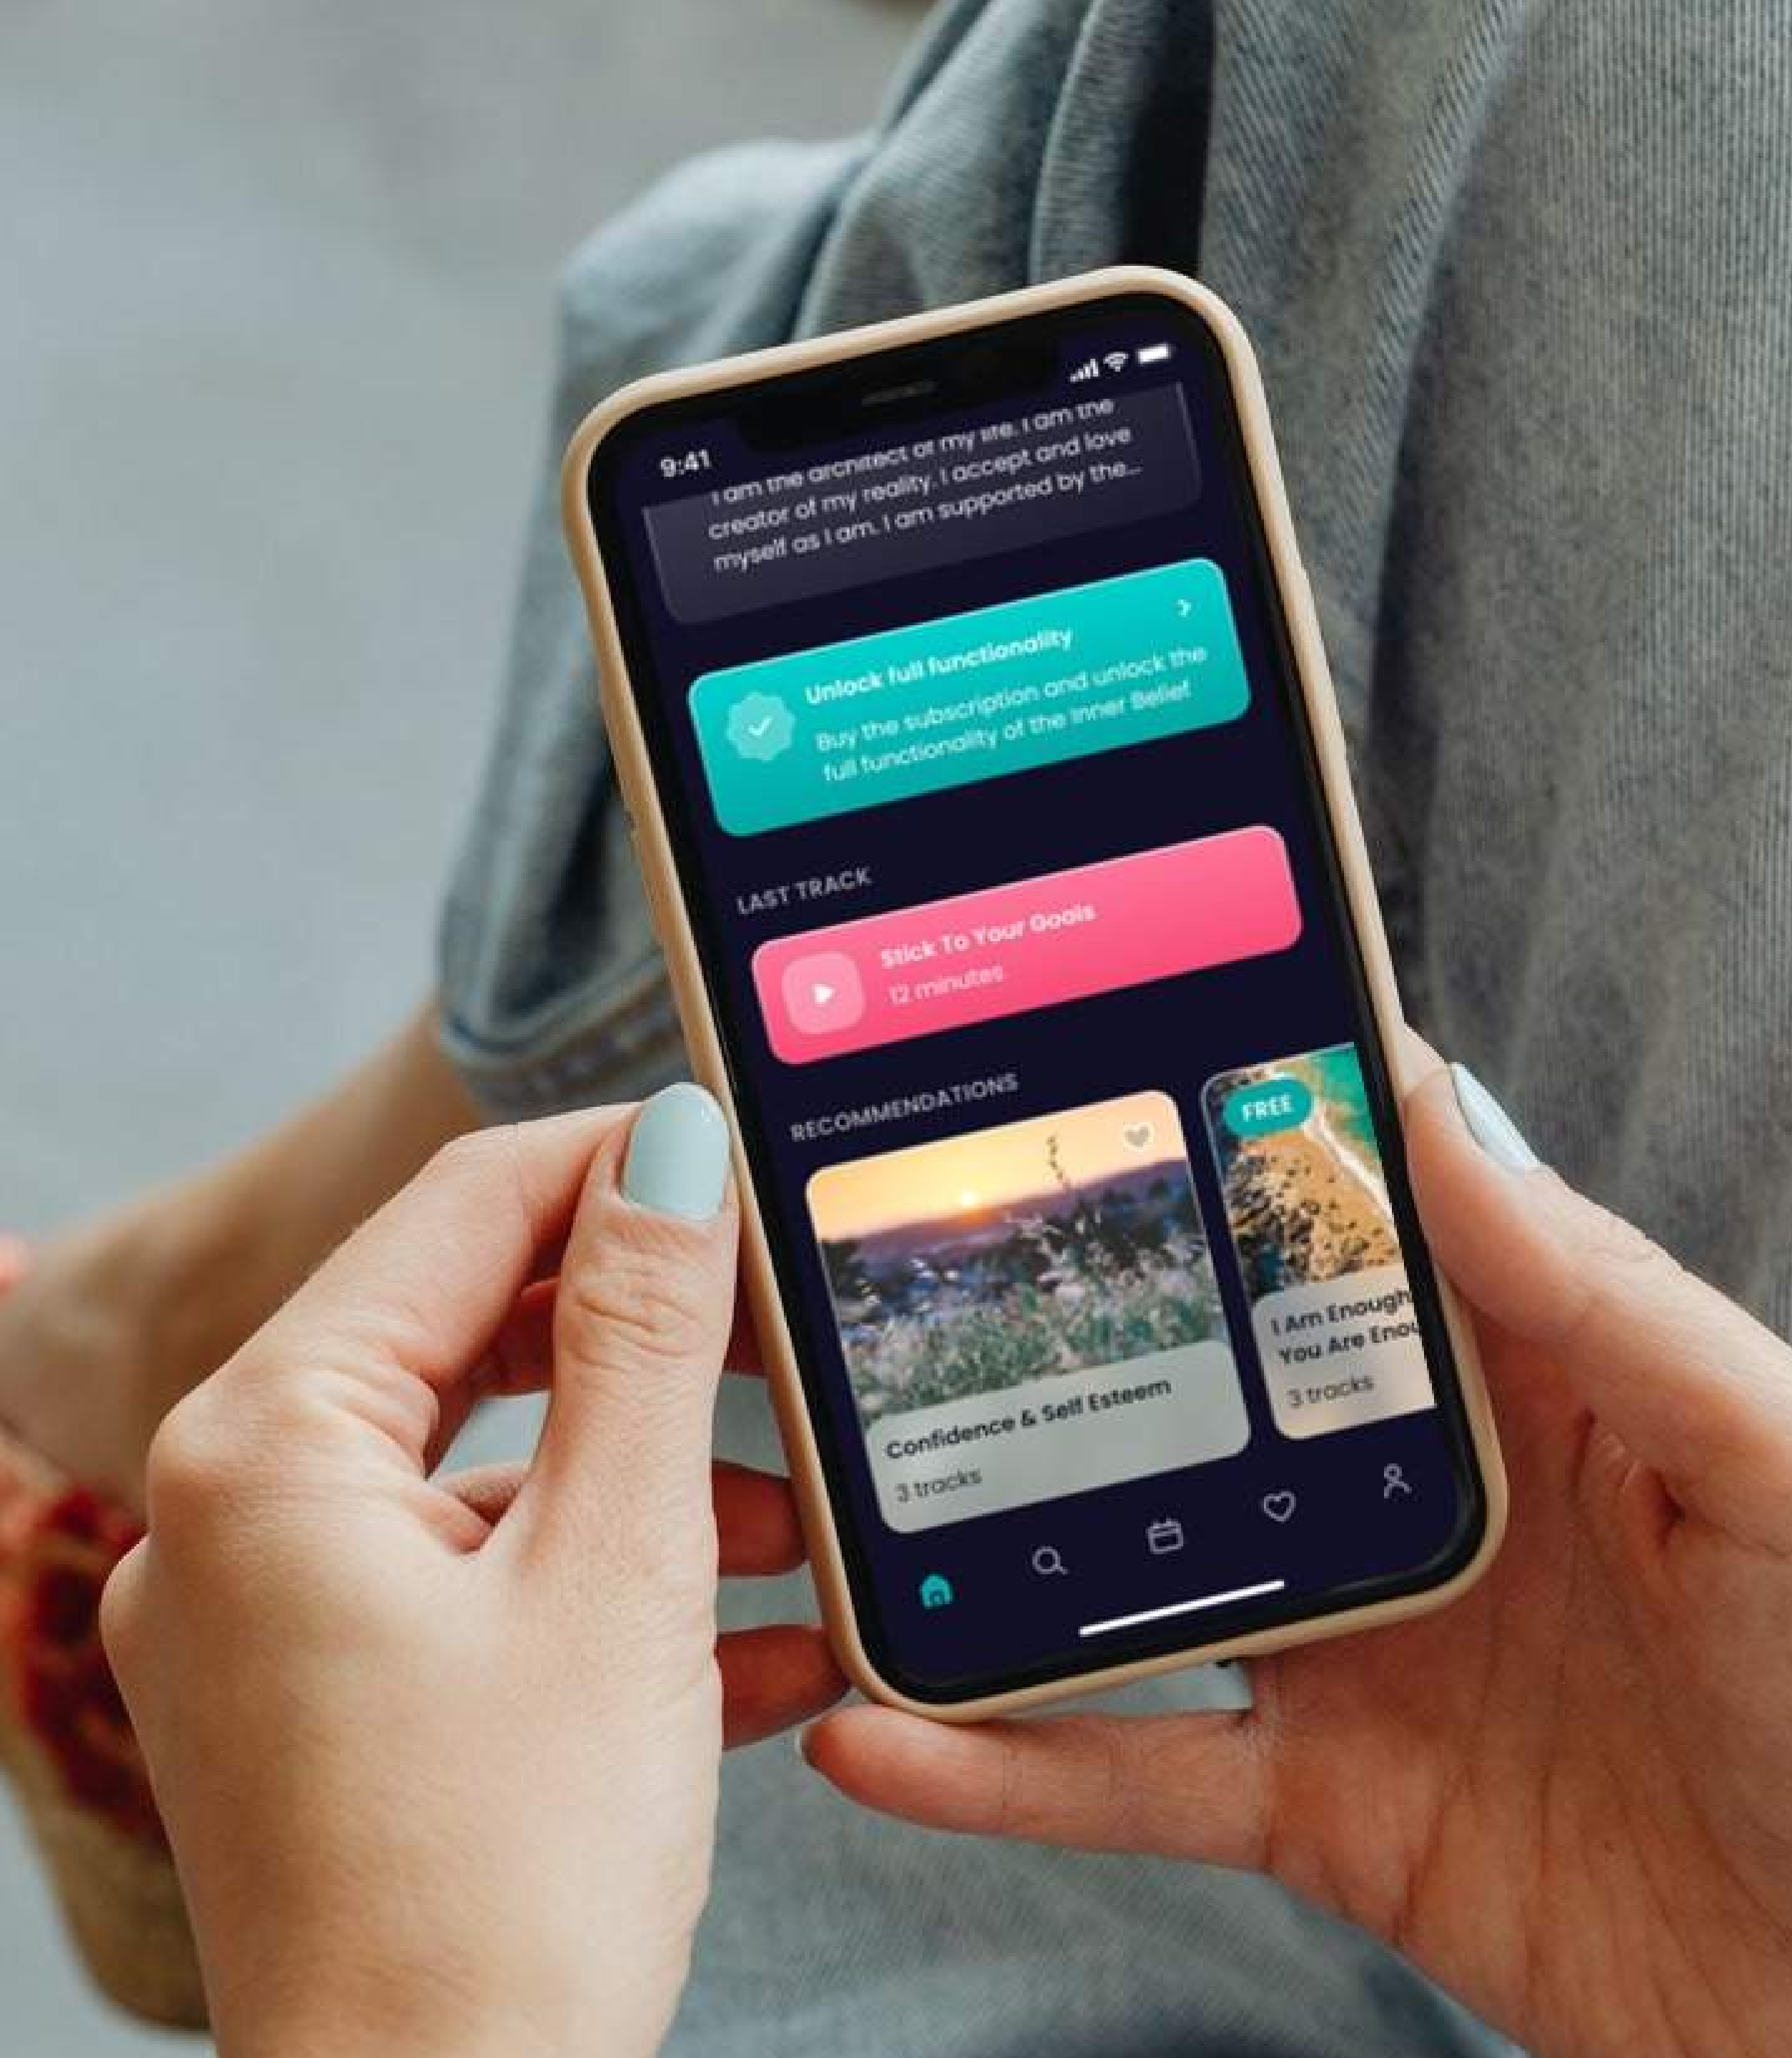 9:41
I am the architect of my life. I am the
creator of my reality. I accept and love
myself as I am. I am supported by the...
Unlock full functionality
Buy the subscription and unlock the
full functionality of the Inner Belief
LAST TRACK
Stick To Your Goals
12 minutes
RECOMMENDATIONS
Confidence & Self Esteem
3 tracks
FREE
I Am Enough
You Are Enou
3 tracks